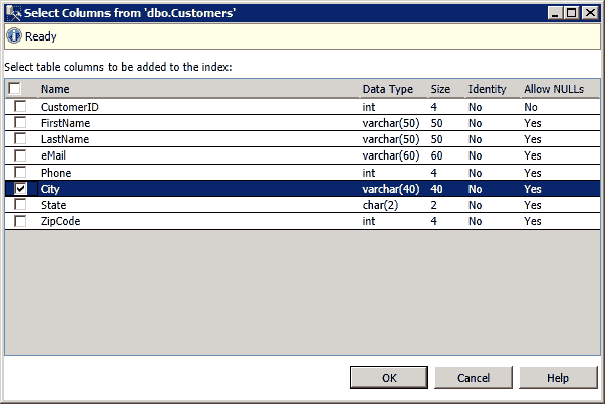 Select Columns from 'dbo.Customers'
Ready
Select table columns to be added to the index:
Name Data Type Size Identity Allow NULLs
CustomerID int 4 No No
FirstName varchar(50) 50 No Yes
LastName varchar(50) 50 No Yes
eMail varchar(60) 60 No Yes
Phone int 4 No Yes
City varchar(40) 40 No Yes
State char(2) 2 No Yes
ZipCode int 4 No Yes
OK Cancel Help